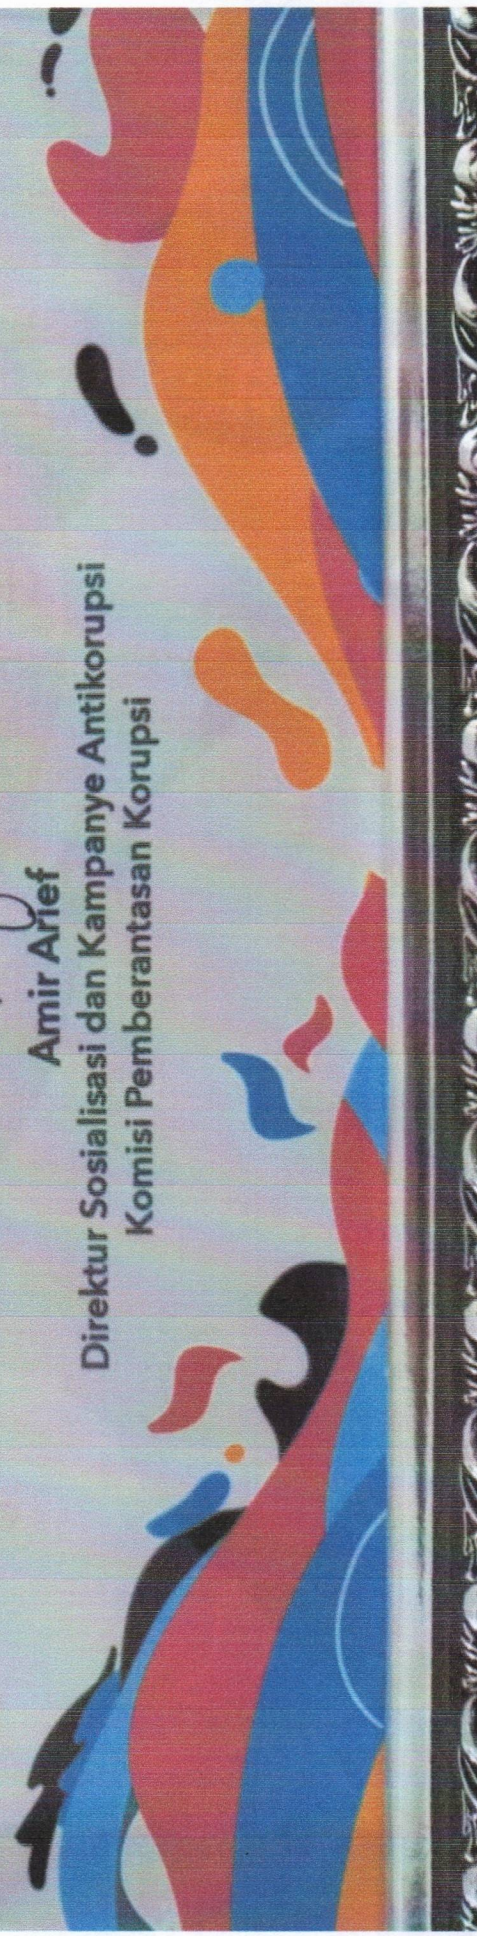 Amir Arief
Direktur Sosialisasi dan Kampanye Antikorupsi
Komisi Pemberantasan Korupsi